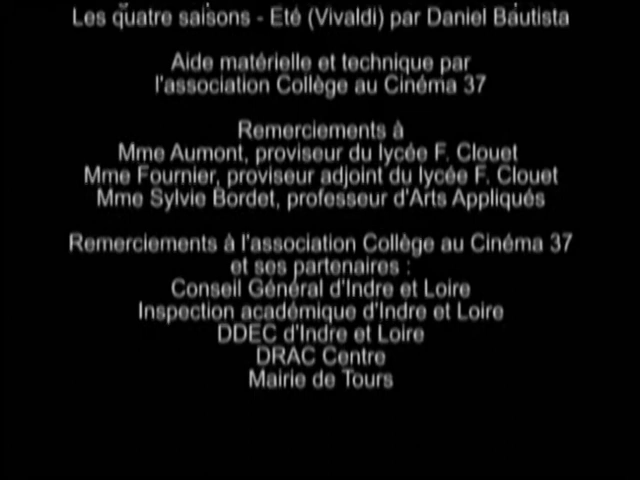 Les quatre saisons - Eté (Vivaldi) par Daniel Bautista
Aide matérielle et technique par
l'association Collège au Cinéma 37
Remerciements à
Mme Aumont, proviseur du lycée F. Clouet
Mme Fournier, proviseur adjoint du lycée F. Clouet
Mme Sylvie Bordet, professeur d'Arts Appliqués
Remerciements à l'association Collège au Cinéma 37
et ses partenaires :
Conseil Général d'Indre et Loire
Inspection académique d'Indre et Loire
DDEC d'Indre et Loire
DRAC Centre
Mairie de Tours